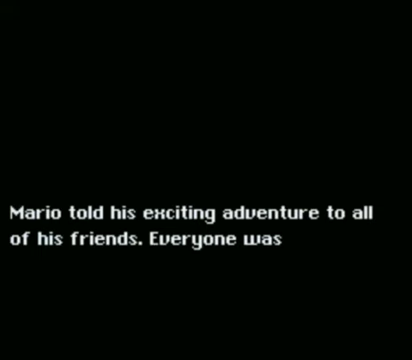 Mario told his exciting adventure to all
of his friends. Everyone was